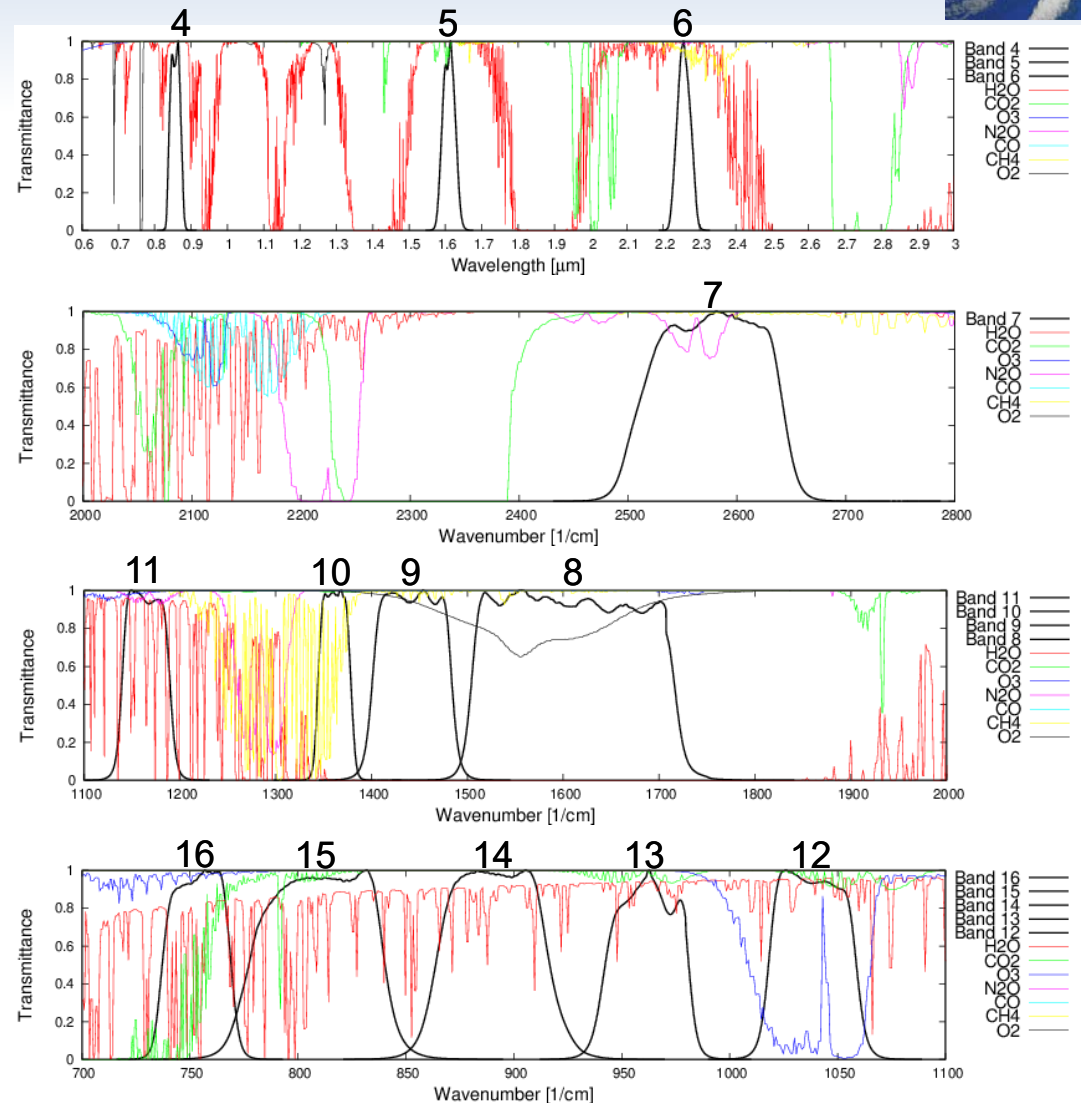 4 5 6
Transmittance
1
0.8
0.6
0.4
0.2
0
0.6 0.7 0.8 0.9 1 1.1 1.2 1.3 1.4 1.5 1.6 1.7 1.8 1.9 2 2.1 2.2 2.3 2.4 2.5 2.6 2.7 2.8 2.9 3
Wavelength [μm]
Band 4
Band 5
Band 6
H2O
CO2
O3
N2O
CO
CH4
O2
7
Transmittance
1
0.8
0.6
0.4
0.2
0
2000 2100 2200 2300 2400 2500 2600 2700 2800
Wavenumber [1/cm]
Band 7
H2O
CO2
O3
N2O
CO
CH4
O2
11 10 9 8
Transmittance
1
0.8
0.6
0.4
0.2
0
1100 1200 1300 1400 1500 1600 1700 1800 1900 2000
Wavenumber [1/cm]
Band 11
Band 10
Band 9
Band 8
H2O
CO2
O3
N2O
CO
CH4
O2
16 15 14 13 12
Transmittance
1
0.8
0.6
0.4
0.2
0
700 750 800 850 900 950 1000 1050 1100
Wavenumber [1/cm]
Band 16
Band 15
Band 14
Band 13
Band 12
H2O
CO2
O3
N2O
CO
CH4
O2